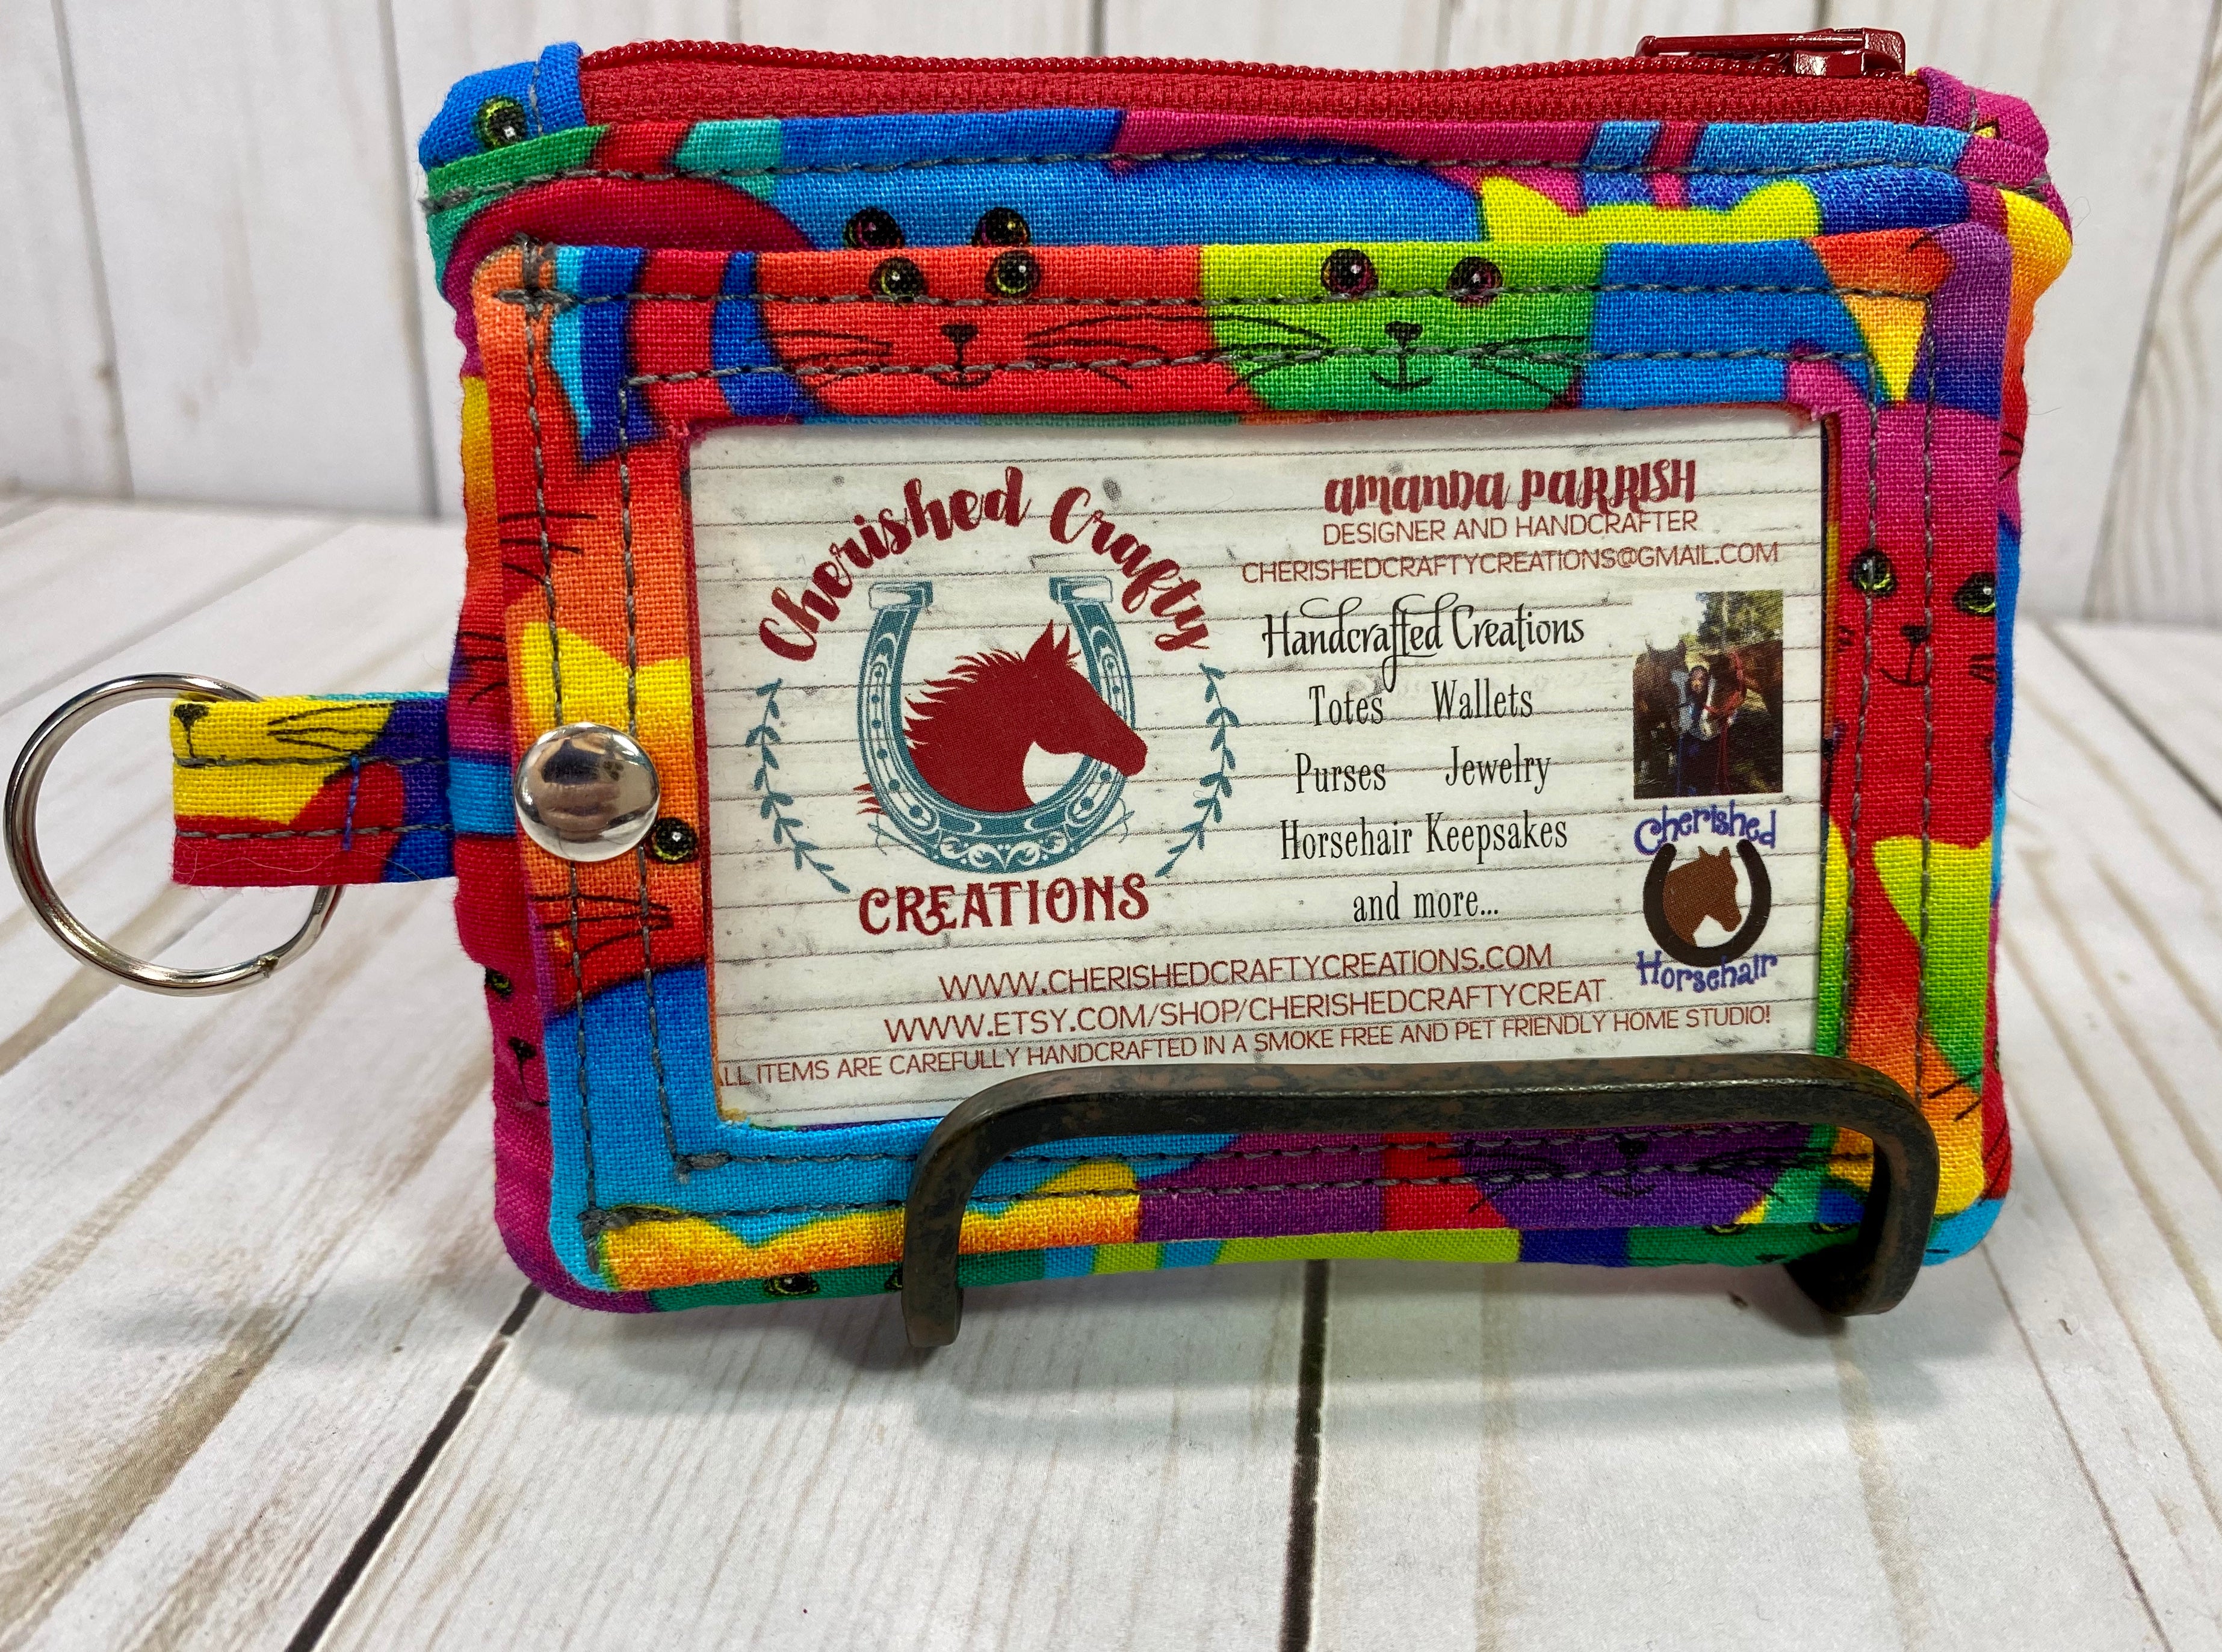 Cherished Crafty
CREATIONS
amanda parrish
DESIGNER AND HANDCRAFTER
CHERISHEDCRAFTYCREATIONS@GMAIL.COM
Handcrafted Creations
Totes Wallets
Purses Jewelry
Horsehair Keepsakes
and more...
Cherished
Horsehair
WWW.CHERISHEDCRAFTYCREATIONS.COM
WWW.ETSY.COM/SHOP/CHERISHEDCRAFTYCREAT
ALL ITEMS ARE CAREFULLY HANDCRAFTED IN A SMOKE FREE AND PET FRIENDLY HOME STUDIO!